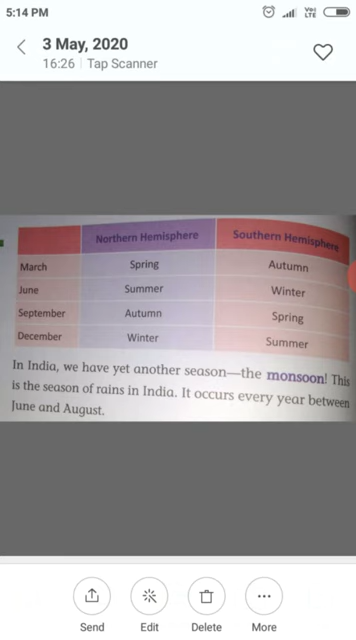 5:14 PM VoLTE
3 May, 2020
16:26 | Tap Scanner
Northern Hemisphere Southern Hemisphere
March Spring Autumn
June Summer Winter
September Autumn Spring
December Winter Summer
In India, we have yet another season—the monsoon! This
is the season of rains in India. It occurs every year between
June and August.
Send Edit Delete More